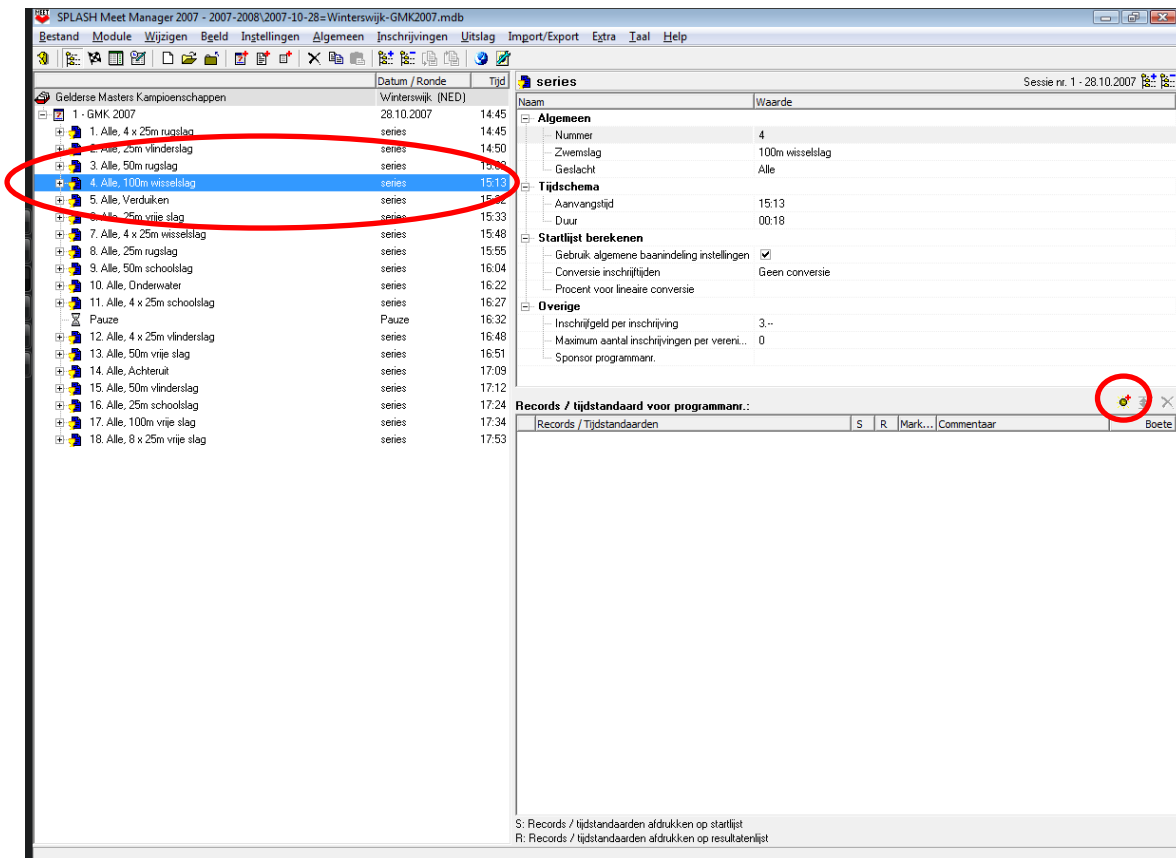 SPLASH Meet Manager 2007 - 2007-2008\2007-10-28=Winterswijk-GMK2007.mdb
Bestand Module Wijzigen Beeld Instellingen Algemeen Inschrijvingen Uitslag Import/Export Extra Taal Help
Datum / Ronde Tijd
Gelderse Masters Kampioenschappen Winterswijk (NED)
1 - GMK 2007 28.10.2007 14:45
1. Alle, 4 x 25m rugslag series 14:45
2. Alle, 25m vlinderslag series 14:50
3. Alle, 50m rugslag series
4. Alle, 100m wisselslag series 15:13
5. Alle, Verduiken series
6. Alle, 25m vrije slag series 15:33
7. Alle, 4 x 25m wisselslag series 15:48
8. Alle, 25m rugslag series 15:55
9. Alle, 50m schoolslag series 16:04
10. Alle, Onderwater series 16:22
11. Alle, 4 x 25m schoolslag series 16:27
Pauze Pauze 16:32
12. Alle, 4 x 25m vlinderslag series 16:48
13. Alle, 50m vrije slag series 16:51
14. Alle, Achteruit series 17:09
15. Alle, 50m vlinderslag series 17:12
16. Alle, 25m schoolslag series 17:24
17. Alle, 100m vrije slag series 17:34
18. Alle, 8 x 25m vrije slag series 17:53
series Sessie nr. 1 - 28.10.2007
Naam Waarde
Algemeen
Nummer 4
Zwemslag 100m wisselslag
Geslacht Alle
Tijdschema
Aanvangstijd 15:13
Duur 00:18
Startlijst berekenen
Gebruik algemene baanindeling instellingen
Conversie inschrijftijden Geen conversie
Procent voor lineaire conversie
Overige
Inschrijfgeld per inschrijving 3.--
Maximum aantal inschrijvingen per vereni... 0
Sponsor programmanr.
Records / tijdstandaard voor programmanr.:
Records / Tijdstandaarden S R Mark... Commentaar Boete
S: Records / tijdstandaarden afdrukken op startlijst
R: Records / tijdstandaarden afdrukken op resultatenlijst